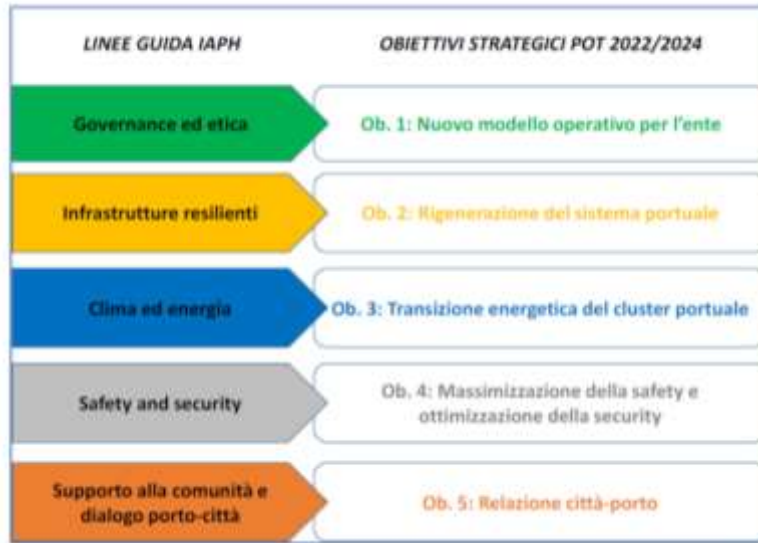 LINEE GUIDA IAPH
OBIETTIVI STRATEGICI POT 2022/2024
Governance ed etica
Ob. 1: Nuovo modello operativo per l'ente
Infrastrutture resilienti
Ob. 2: Rigenerazione del sistema portuale
Clima ed energia
Ob. 3: Transizione energetica del cluster portuale
Safety and security
Ob. 4: Massimizzazione della safety e
ottimizzazione della security
Supporto alla comunità e
dialogo porto-città
Ob. 5: Relazione città-porto